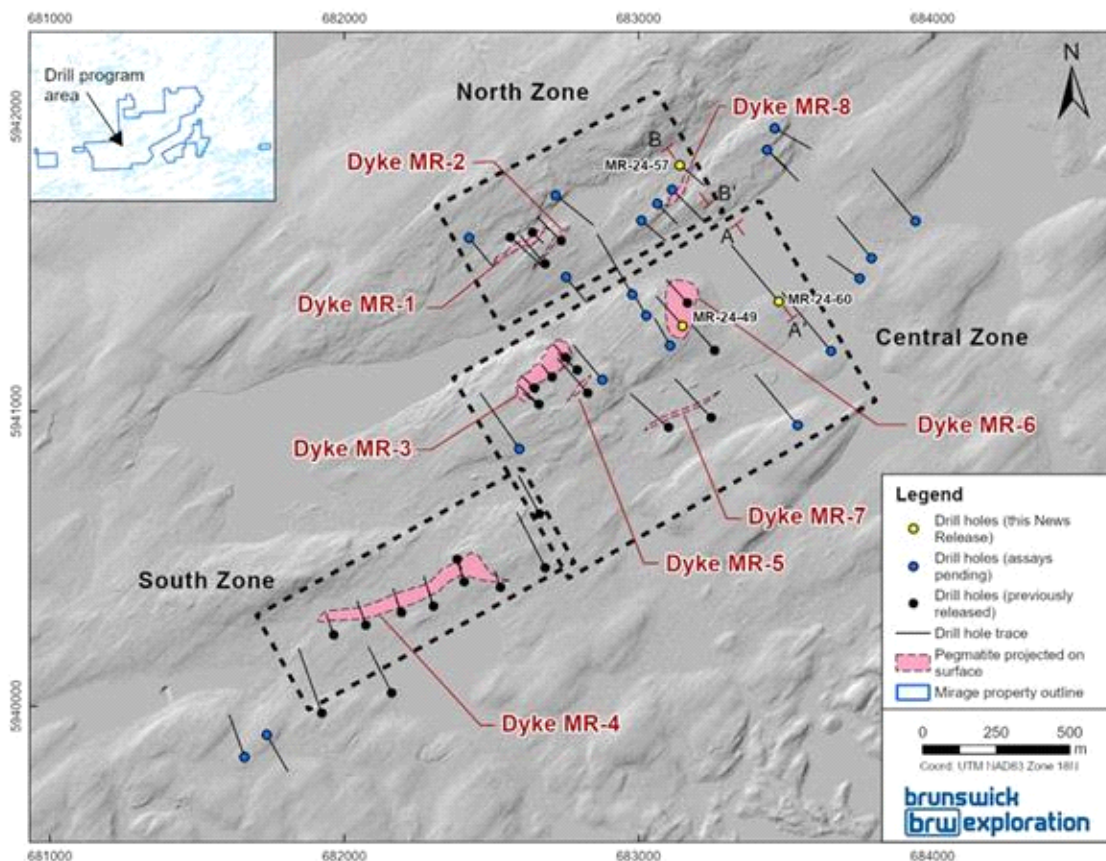 681000 682000 683000 684000
Drill program
area
N
North Zone
Dyke MR-8
B
MR-24-57
Dyke MR-2
B'
A
Dyke MR-1
MR-24-60
MR-24-49
A'
Central Zone
Dyke MR-3
Dyke MR-6
Dyke MR-7
Dyke MR-5
South Zone
Dyke MR-4
5942000
5941000
5940000
Legend
Drill holes (this News
Release)
Drill holes (assays
pending)
Drill holes (previously
released)
Drill hole trace
Pegmatite projected on
surface
Mirage property outline
0 250 500
m
Coord: UTM NAD83 Zone 18N
brunswick
brw exploration
681000 682000 683000 684000